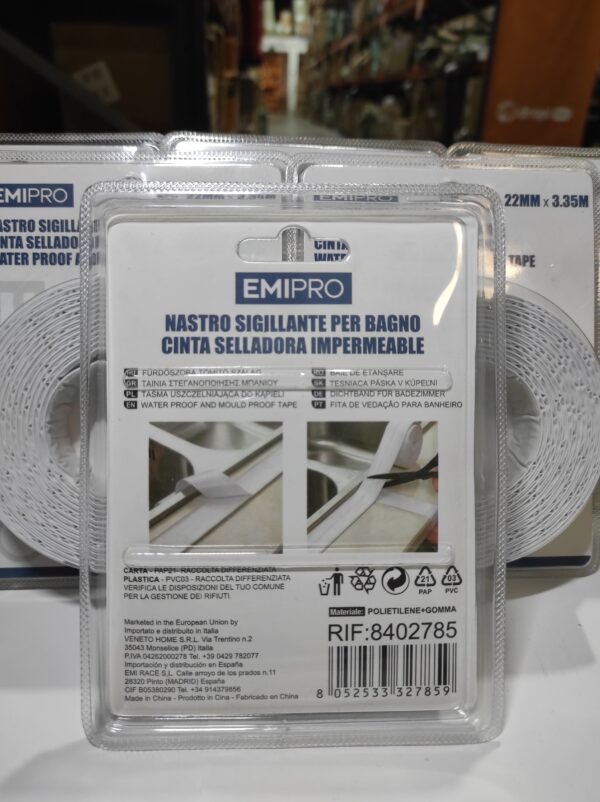 EMIPRO
22MM x 3.35M
TAPE
EMIPRO
NASTRO SIGILLANTE PER BAGNO
CINTA SELLADORA IMPERMEABLE
GR ΤΑΙΝΙΑ ΣΤΕΓΑΝΟΠΟΙΗΣΗΣ ΜΠΑΝΙΟΥ
PL TAŚMA USZCZELNIAJĄCA DO KĄPIELI
EN WATER PROOF AND MOULD PROOF TAPE
BAIE DE ETANȘARE
SK TESNIACA PÁSKA V KÚPEĽNI
DE DICHTBAND FÜR BADEZIMMER
PT FITA DE VEDAÇÃO PARA BANHEIRO
CARTA - PAP21- RACCOLTA DIFFERENZIATA
PLASTICA - PVC03 - RACCOLTA DIFFERENZIATA
VERIFICA LE DISPOSIZIONI DEL TUO COMUNE
PER LA GESTIONE DEI RIFIUTI.
21
PAP
03
PVC
Marketed in the European Union by
Importato e distribuito in Italia
VENETO HOME S.R.L. Via Trentino n.2
35043 Monselice (PD) Italia
P.IVA 04262000278 Tel. +39 0429 782077
Importación y distribución en España
EMI RACE S.L. Calle arroyo de los prados n.11
28320 Pinto (MADRID) España
CIF B05380290 Tel. +34 914379856
Made in China - Prodotto in Cina - Fabricado en China
Materiale: POLIETILENE+GOMMA
RIF:8402785
8 052533 327859